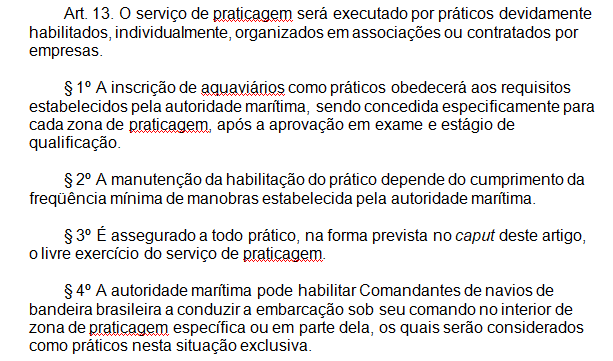 Art. 13. O serviço de praticagem será executado por práticos devidamente
habilitados, individualmente, organizados em associações ou contratados por
empresas.
§ 1º A inscrição de aquaviários como práticos obedecerá aos requisitos
estabelecidos pela autoridade marítima, sendo concedida especificamente para
cada zona de praticagem, após a aprovação em exame e estágio de
qualificação.
§ 2º A manutenção da habilitação do prático depende do cumprimento da
freqüência mínima de manobras estabelecida pela autoridade marítima.
§ 3º É assegurado a todo prático, na forma prevista no caput deste artigo,
o livre exercício do serviço de praticagem.
§ 4º A autoridade marítima pode habilitar Comandantes de navios de
bandeira brasileira a conduzir a embarcação sob seu comando no interior de
zona de praticagem específica ou em parte dela, os quais serão considerados
como práticos nesta situação exclusiva.